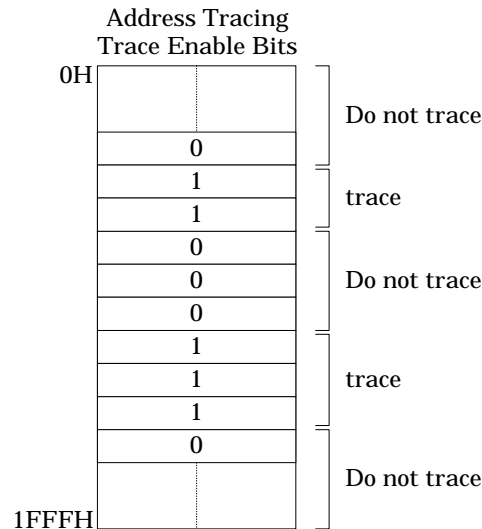 Address Tracing
Trace Enable Bits
0H
Do not trace
0
1
trace
1
0
0
Do not trace
0
1
1
trace
1
0
Do not trace
1FFFH